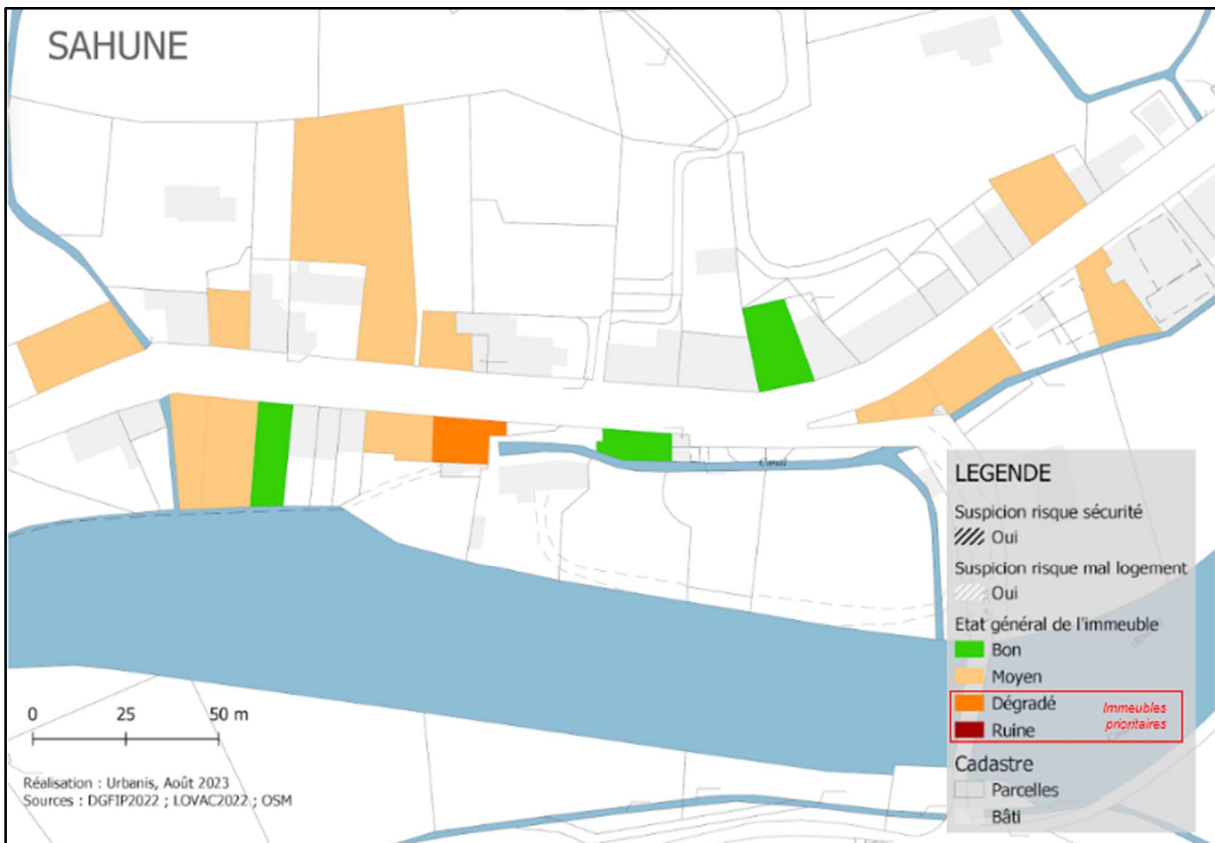 SAHUNE
Canal
LEGENDE
Suspicion risque sécurité
Oui
Suspicion risque mal logement
Oui
Etat général de l'immeuble
Bon
Moyen
Dégradé
Immeubles
prioritaires
Ruine
Cadastre
Parcelles
Bâti
0 25 50 m
Réalisation : Urbanis, Août 2023
Sources : DGFIP2022 ; LOVAC2022 ; OSM